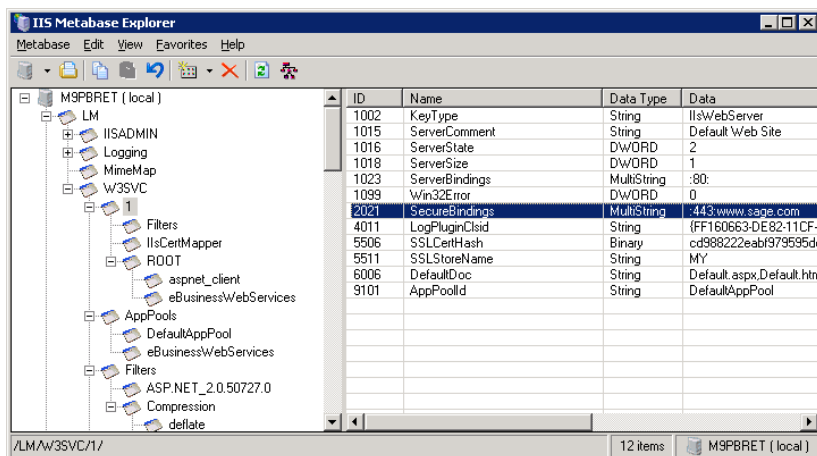 IIS Metabase Explorer
Metabase Edit View Favorites Help
M9PBRET ( local )
LM
IISADMIN
Logging
MimeMap
W3SVC
1
Filters
IIsCertMapper
ROOT
aspnet_client
eBusinessWebServices
AppPools
DefaultAppPool
eBusinessWebServices
Filters
ASP.NET_2.0.50727.0
Compression
deflate
ID Name Data Type Data
1002 KeyType String IIsWebServer
1015 ServerComment String Default Web Site
1016 ServerState DWORD 2
1018 ServerSize DWORD 1
1023 ServerBindings MultiString :80:
1099 Win32Error DWORD 0
2021 SecureBindings MultiString :443:www.sage.com
4011 LogPluginClsid String {FF160663-DE82-11CF-
5506 SSLCertHash Binary cd988222eabf979595d
5511 SSLStoreName String MY
6006 DefaultDoc String Default.aspx,Default.htm
9101 AppPoolId String DefaultAppPool
/LM/W3SVC/1/ 12 items M9PBRET ( local )